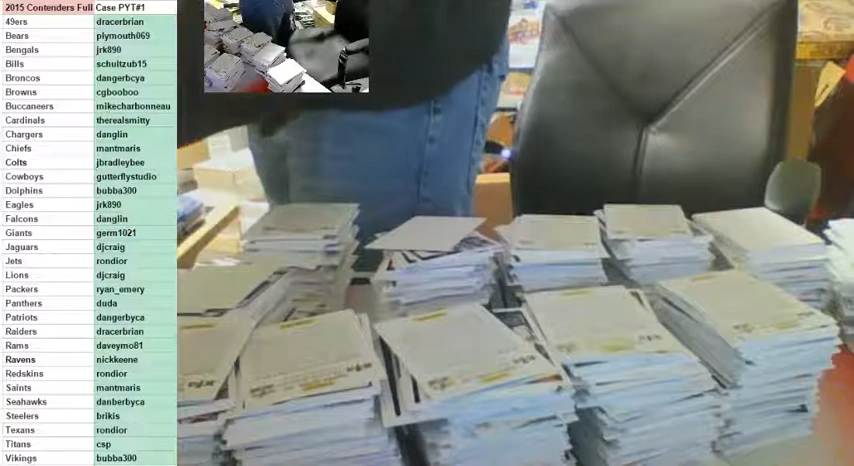 2015 Contenders Full Case PYT#1
49ers dracerbrian
Bears plymouth069
Bengals jrk890
Bills schultzub15
Broncos dangerbcya
Browns cgbooboo
Buccaneers mikecharbonneau
Cardinals therealsmitty
Chargers danglin
Chiefs mantmaris
Colts jbradleybee
Cowboys gutterflystudio
Dolphins bubba300
Eagles jrk890
Falcons danglin
Giants germ1021
Jaguars djcraig
Jets rondior
Lions djcraig
Packers ryan_emery
Panthers duda
Patriots dangerbyca
Raiders dracerbrian
Rams daveymo81
Ravens nickkeene
Redskins rondior
Saints mantmaris
Seahawks danberbyca
Steelers brikis
Texans rondior
Titans csp
Vikings bubba300